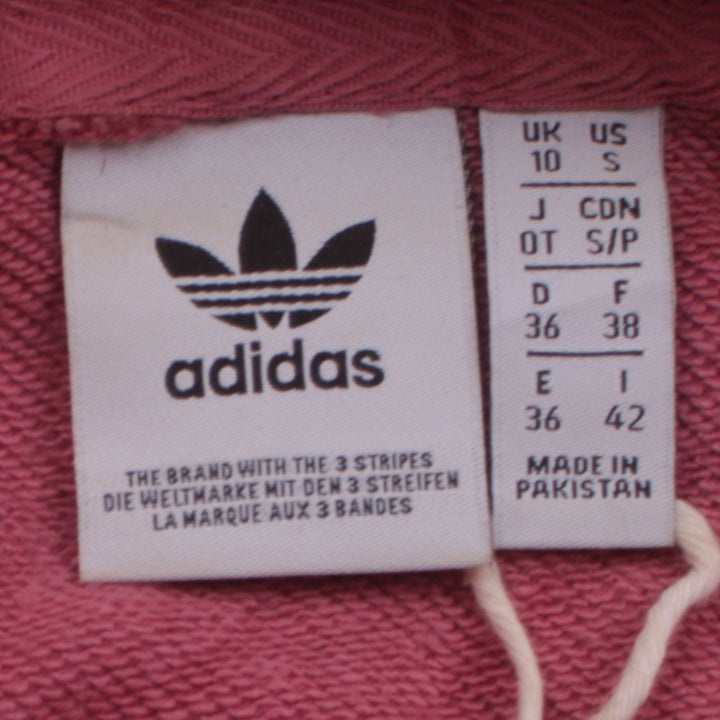 adidas
THE BRAND WITH THE 3 STRIPES
DIE WELTMARKE MIT DEN 3 STREIFEN
LA MARQUE AUX 3 BANDES
UK US
10 S
J CDN
OT S/P
D F
36 38
E I
36 42
MADE IN
PAKISTAN